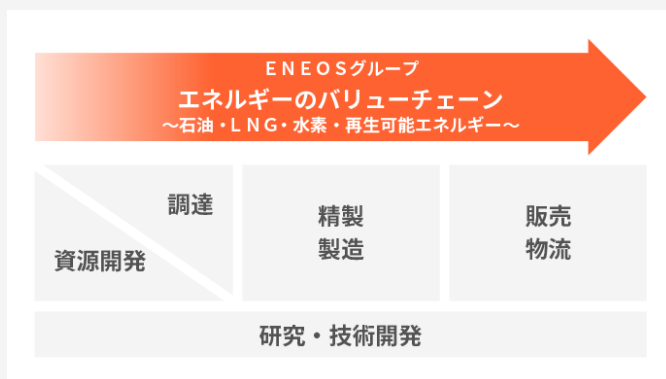 ＥＮＥＯＳグループ
エネルギーのバリューチェーン
～石油・ＬＮＧ・水素・再生可能エネルギー～
調達
資源開発
精製
製造
販売
物流
研究・技術開発